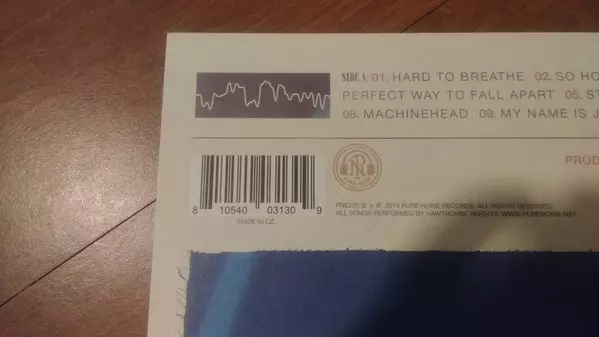 SIDE A 01. HARD TO BREATHE 02. SO HO
PERFECT WAY TO FALL APART 05. ST
08. MACHINEHEAD 09. MY NAME IS J
PROD
8 10540 03130 9
MADE IN CZ
2019 PURE NOISE RECORDS. ALL RIGHTS RESERVED.
ALL SONGS PERFORMED BY HAWTHORNE HEIGHTS. WWW.PURENOISE.NET